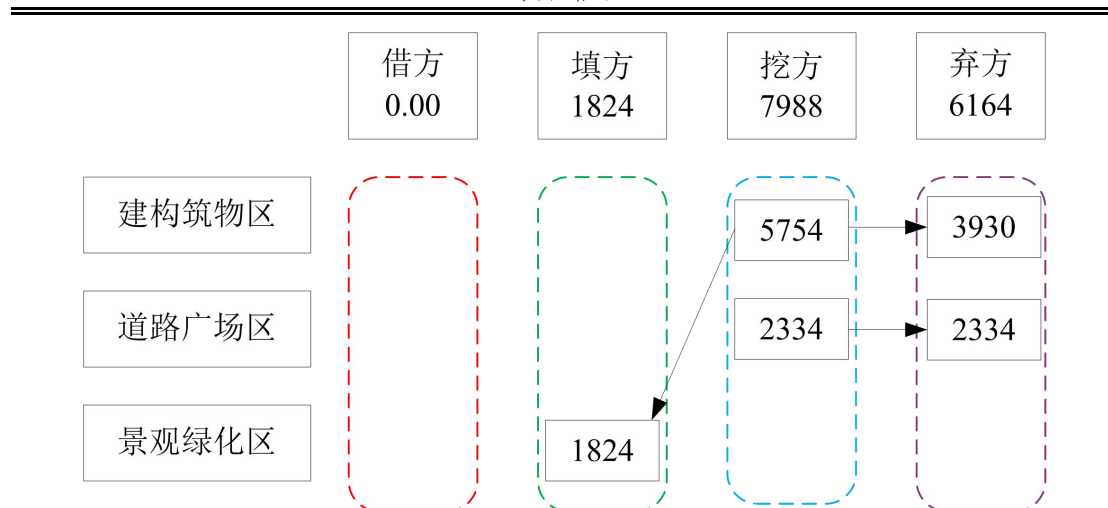 借方
0.00
填方
1824
挖方
7988
弃方
6164
建构筑物区
5754
3930
道路广场区
2334
2334
景观绿化区
1824